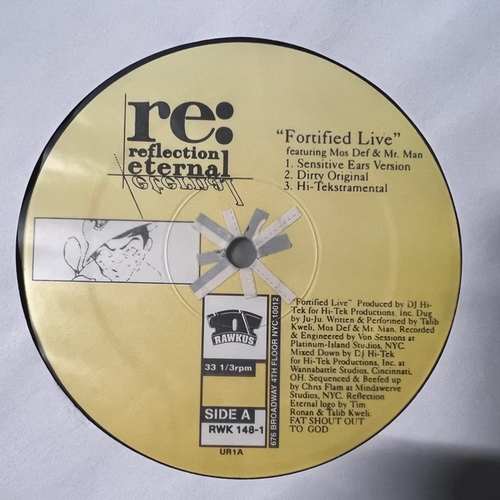 re:
reflection
eternal
"Fortified Live"
featuring Mos Def & Mr. Man
1. Sensitive Ears Version
2. Dirty Original
3. Hi-Tekstramental
RAWKUS
33 1/3rpm
SIDE A
RWK 148-1
UR1A
676 BROADWAY 4TH FLOOR NYC 10012
"Fortified Live" Produced by DJ Hi-
Tek for Hi-Tek Productions, Inc. Dug
by Ju-Ju. Written & Performed by Talib
Kweli, Mos Def & Mr. Man. Recorded
& Engineered by Von Sessions at
Platinum-Island Studios, NYC.
Mixed Down by DJ Hi-Tek
for Hi-Tek Productions, Inc. at
Wannabattle Studios, Cincinnati,
OH. Sequenced & Beefed up
by Chris Flam at Mindswerve
Studios, NYC. Reflection
Eternal logo by Tim
Ronan & Talib Kweli.
FAT SHOUT OUT
TO GOD